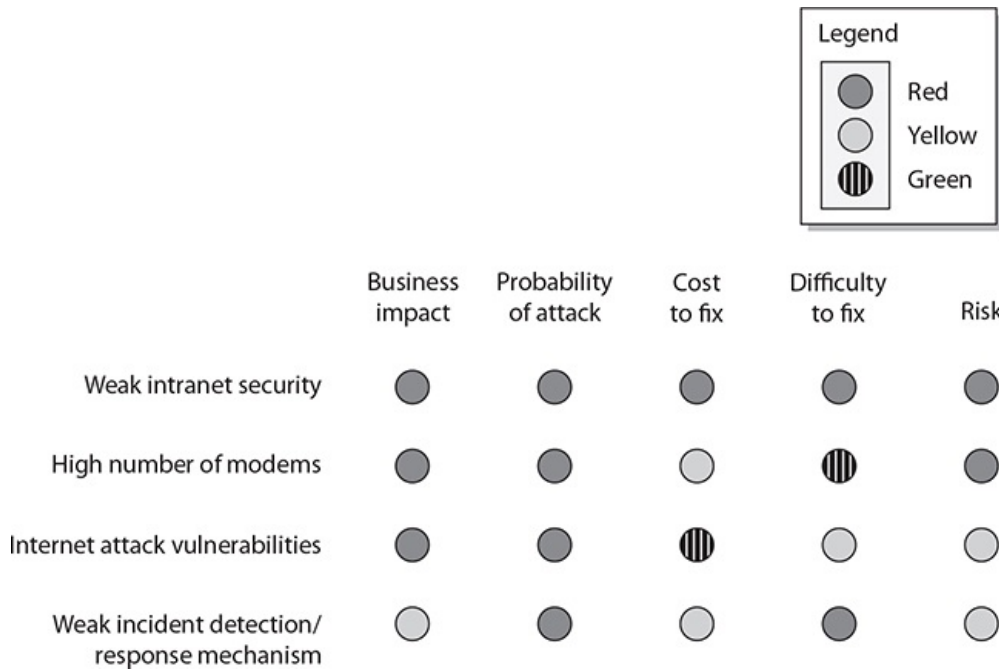 Legend
Red
Yellow
Green
Business
impact
Probability
of attack
Cost
to fix
Difficulty
to fix
Risk
Weak intranet security
High number of modems
Internet attack vulnerabilities
Weak incident detection/
response mechanism